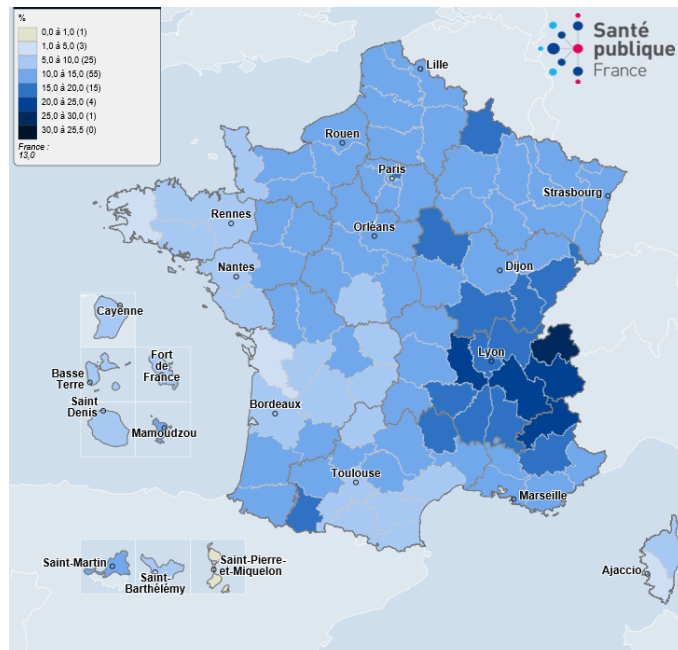 %
0,0 à 1,0 (1)
1,0 à 5,0 (3)
5,0 à 10,0 (25)
10,0 à 15,0 (55)
15,0 à 20,0 (15)
20,0 à 25,0 (4)
25,0 à 30,0 (1)
30,0 à 25,5 (0)
France :
13,0
Santé
publique
France
Lille
Rouen
Paris
Strasbourg
Rennes
Orléans
Nantes
Dijon
Cayenne
Lyon
Basse
Terre
Fort
de
France
Saint
Denis
Mamoudzou
Bordeaux
Toulouse
Marseille
Saint-Martin
Saint-
Barthélémy
Saint-Pierre-
et-Miquelon
Ajaccio